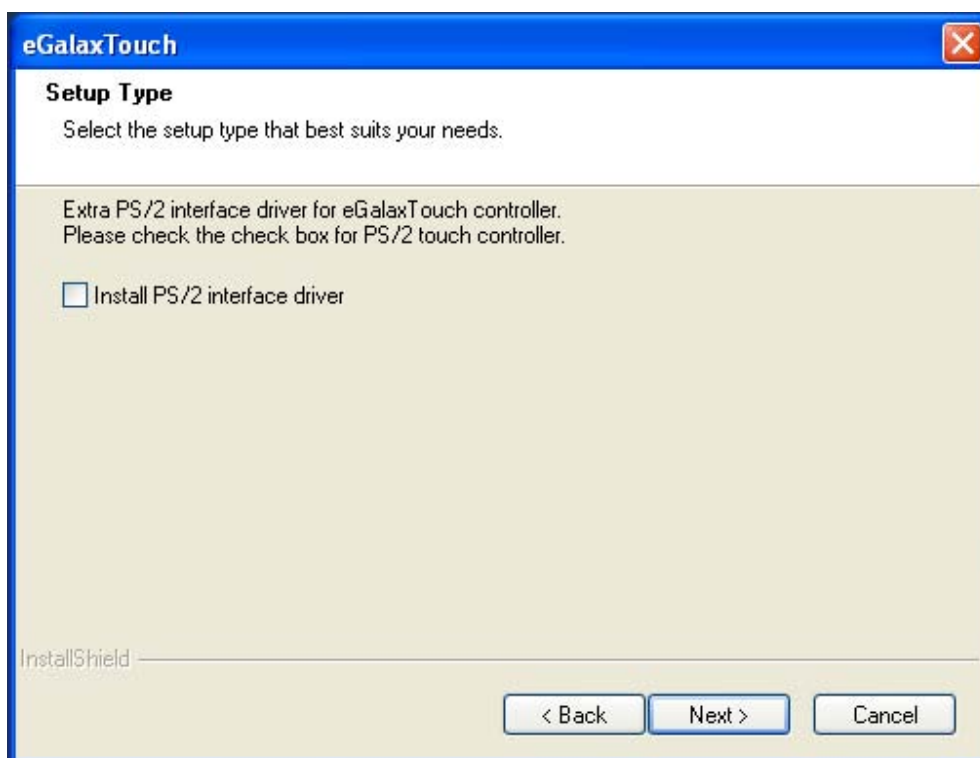 eGalaxTouch
Setup Type
Select the setup type that best suits your needs.
Extra PS/2 interface driver for eGalaxTouch controller.
Please check the check box for PS/2 touch controller.
Install PS/2 interface driver
InstallShield
< Back Next > Cancel